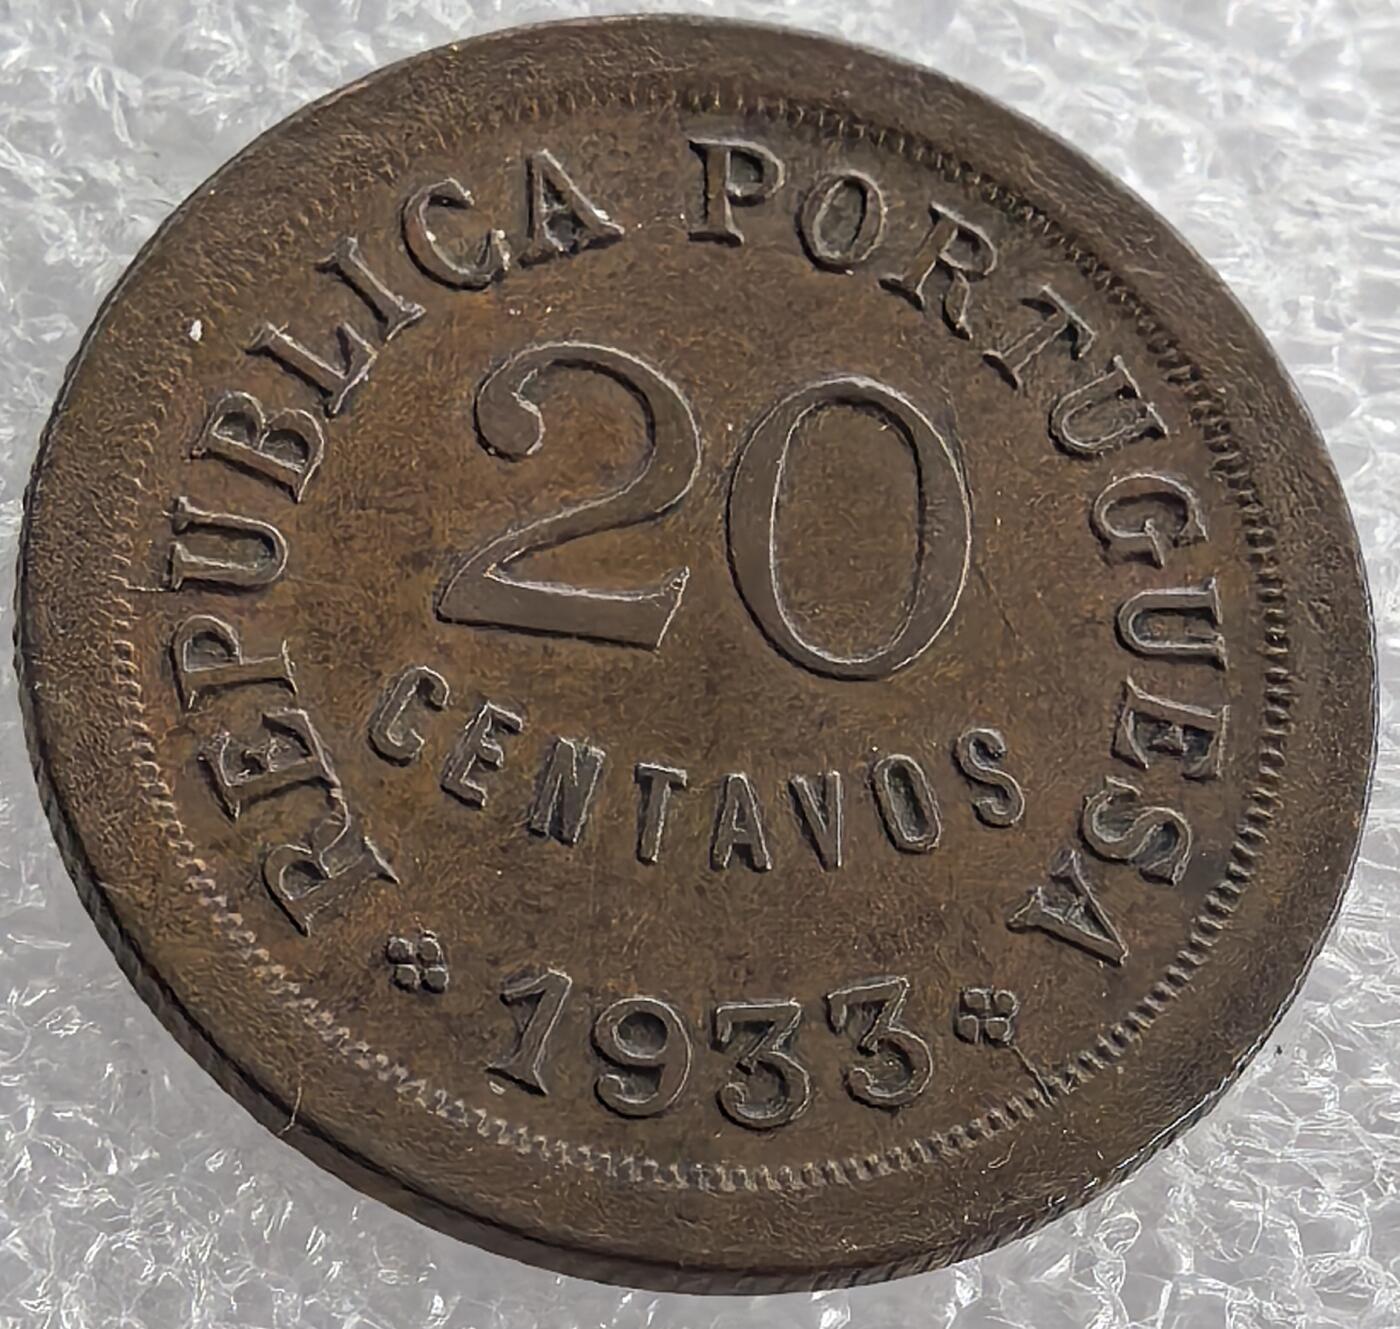 REPUBLICA PORTUGUESA
20
CENTAVOS
1933